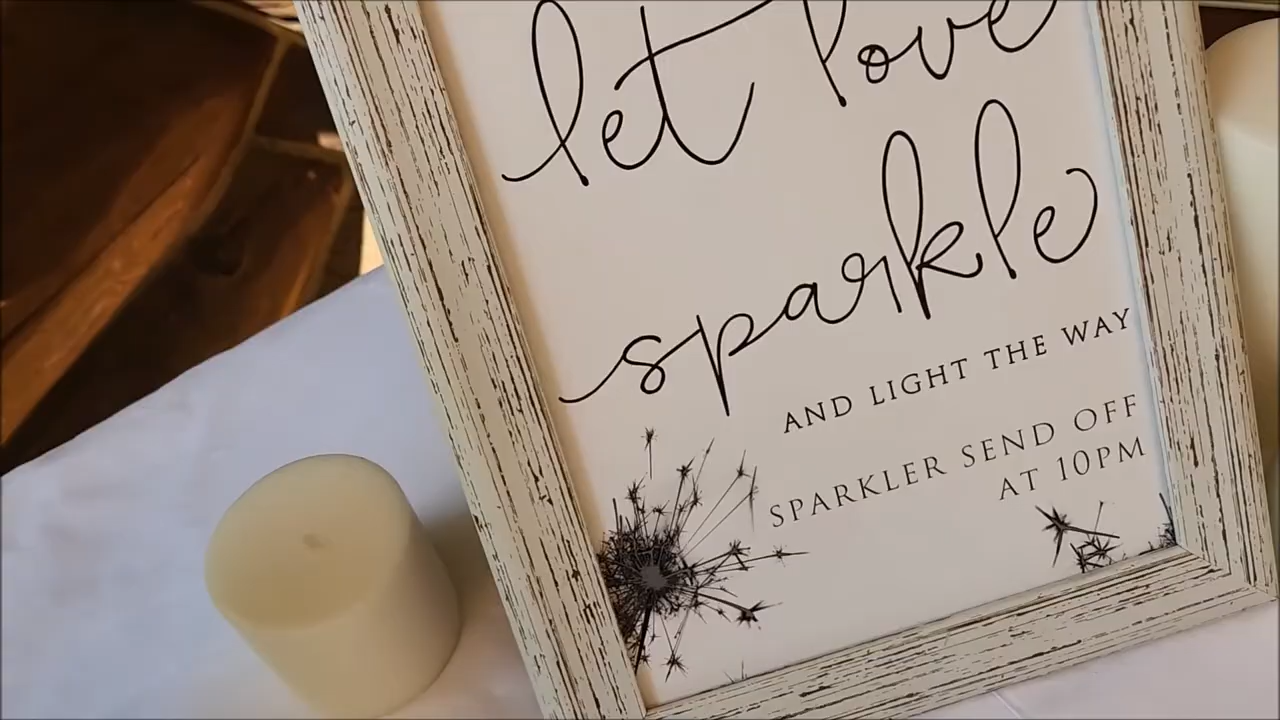 let love
sparkle
AND LIGHT THE WAY
SPARKLER SEND OFF
AT 10PM